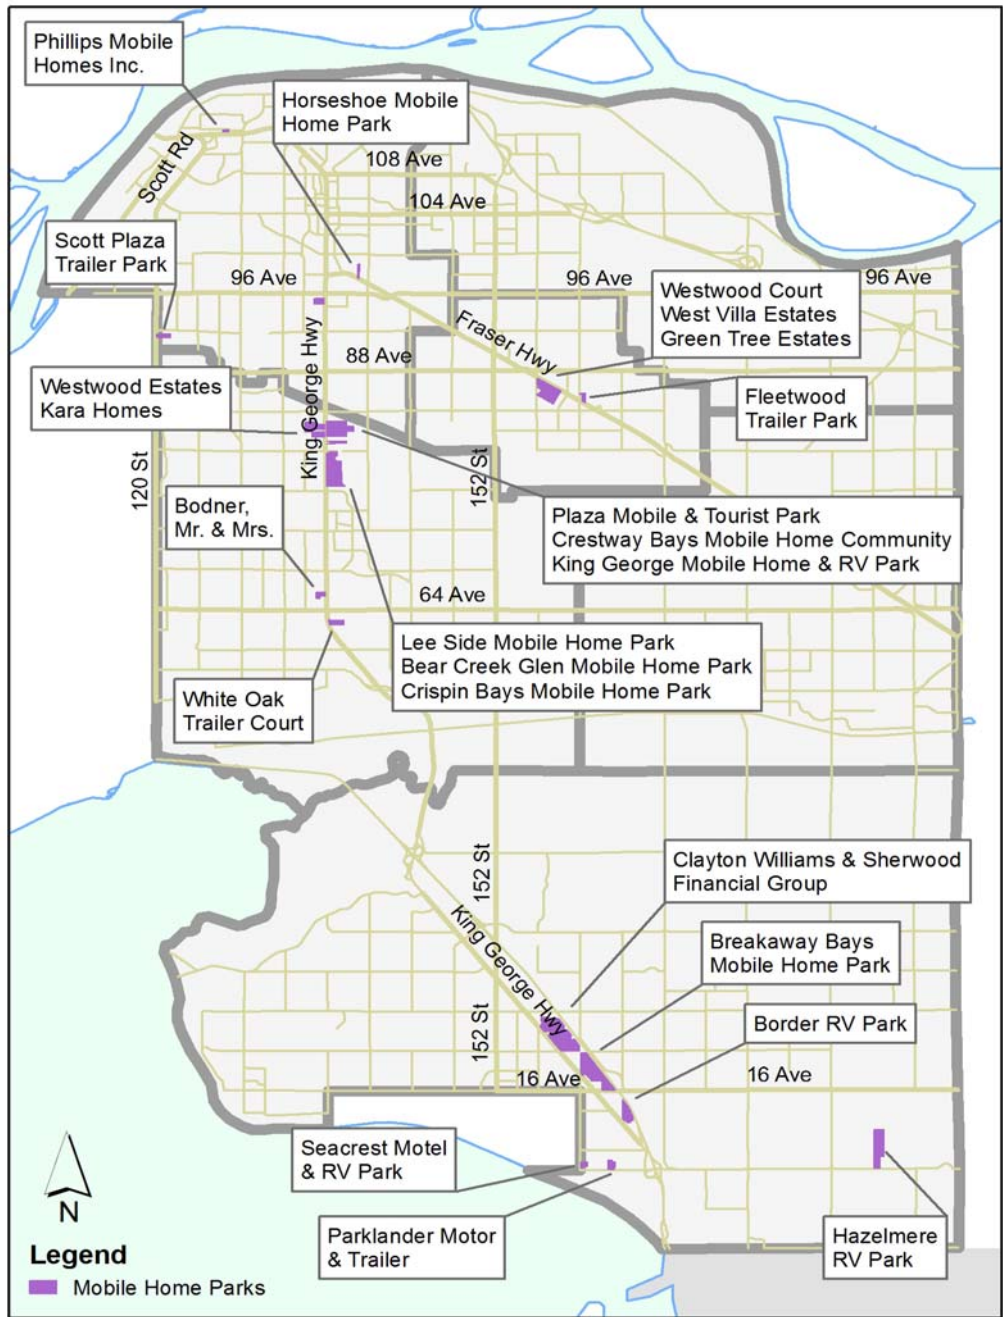 Phillips Mobile
Homes Inc.
Horseshoe Mobile
Home Park
Scott Rd
108 Ave
104 Ave
Scott Plaza
Trailer Park
96 Ave
96 Ave
96 Ave
Westwood Court
West Villa Estates
Green Tree Estates
Fraser Hwy
King George Hwy
88 Ave
Westwood Estates
Kara Homes
Fleetwood
Trailer Park
120 St
152 St
Bodner,
Mr. & Mrs.
Plaza Mobile & Tourist Park
Crestway Bays Mobile Home Community
King George Mobile Home & RV Park
64 Ave
Lee Side Mobile Home Park
Bear Creek Glen Mobile Home Park
Crispin Bays Mobile Home Park
White Oak
Trailer Court
152 St
Clayton Williams & Sherwood
Financial Group
King George Hwy
Breakaway Bays
Mobile Home Park
Border RV Park
152 St
16 Ave
16 Ave
Seacrest Motel
& RV Park
Parklander Motor
& Trailer
Hazelmere
RV Park
N
Legend
Mobile Home Parks